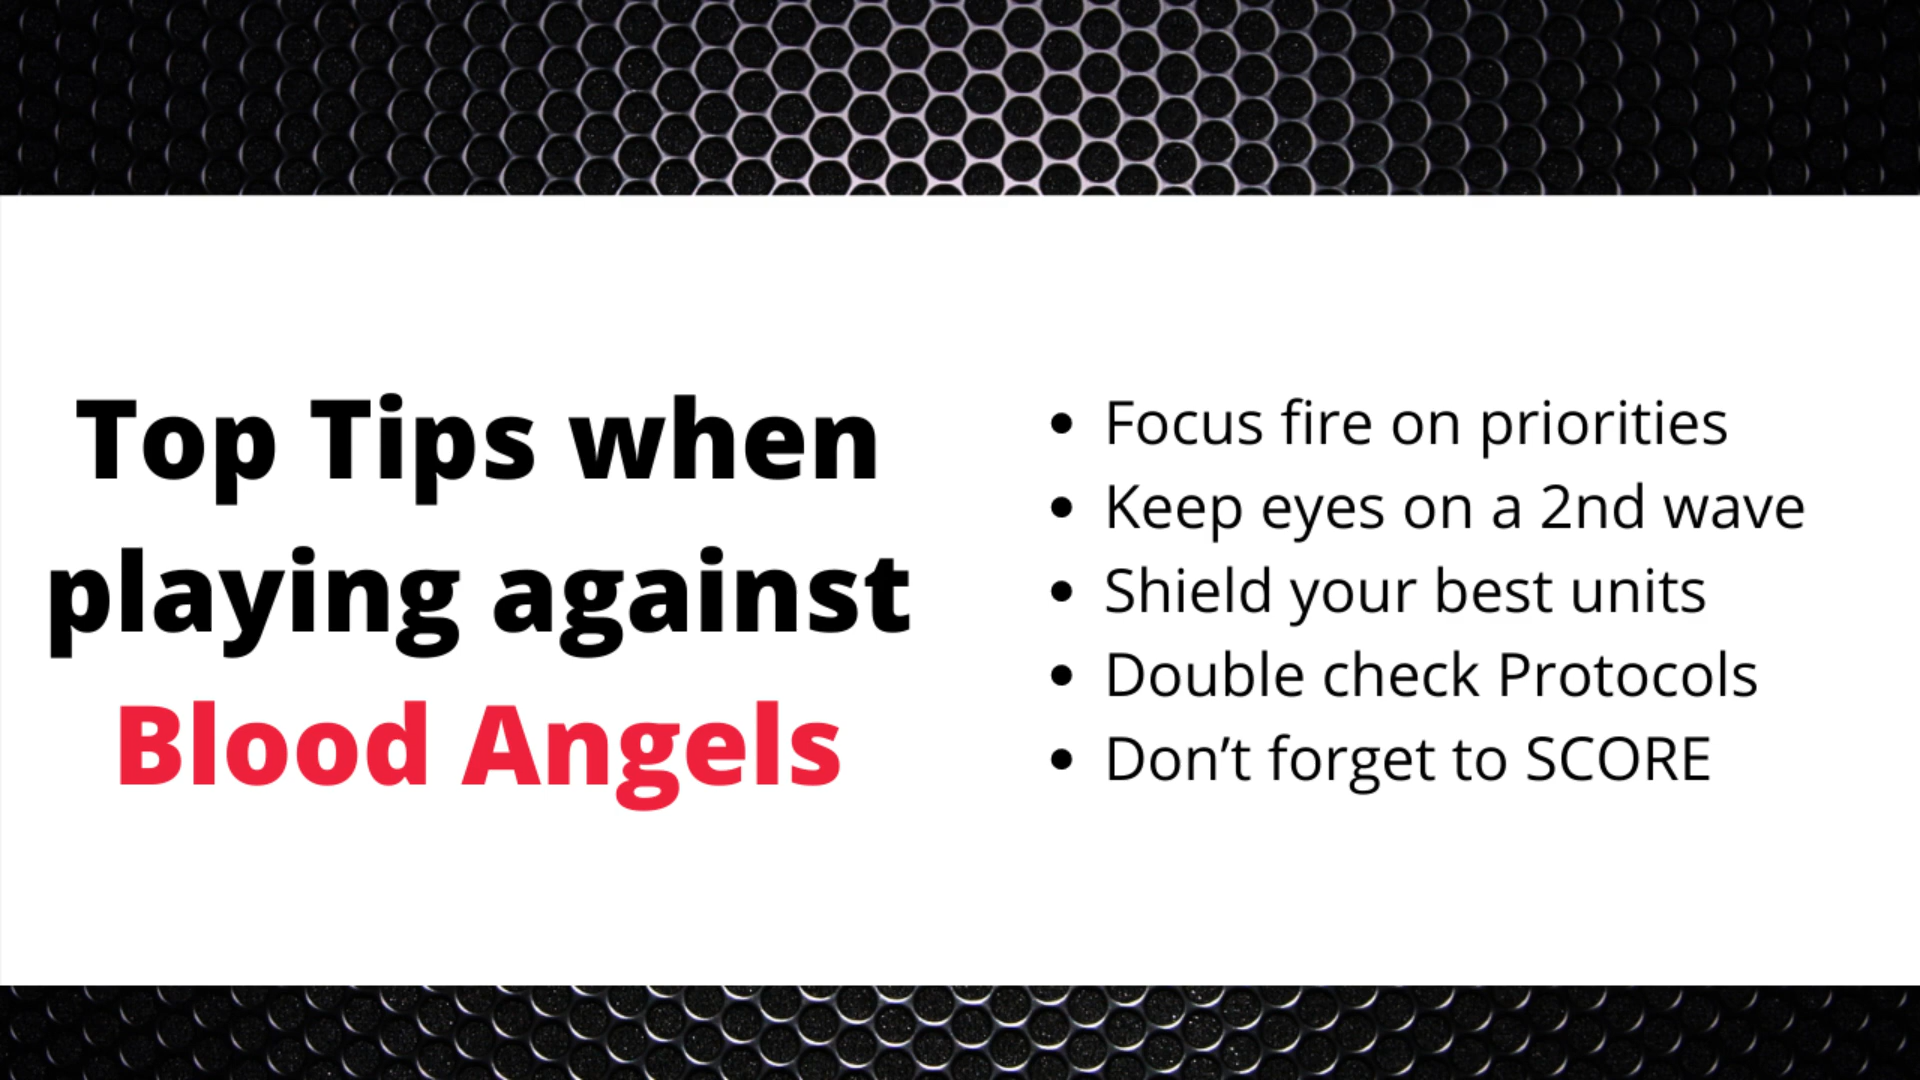 Top Tips when
playing against
Blood Angels
• Focus fire on priorities
• Keep eyes on a 2nd wave
• Shield your best units
• Double check Protocols
• Don’t forget to SCORE